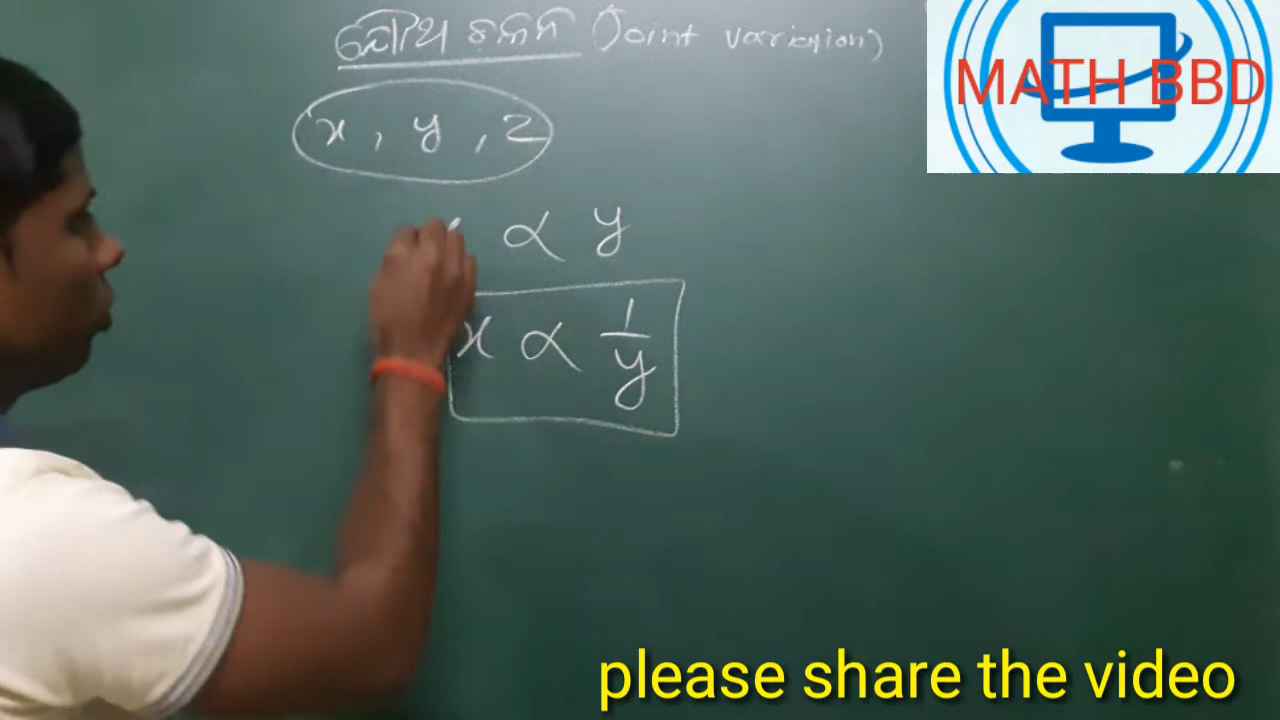 ଯୌଥ ଚଳନ (Joint variation)
MATH BBD
x, y, z
∝ y
x ∝ 1/y
please share the video